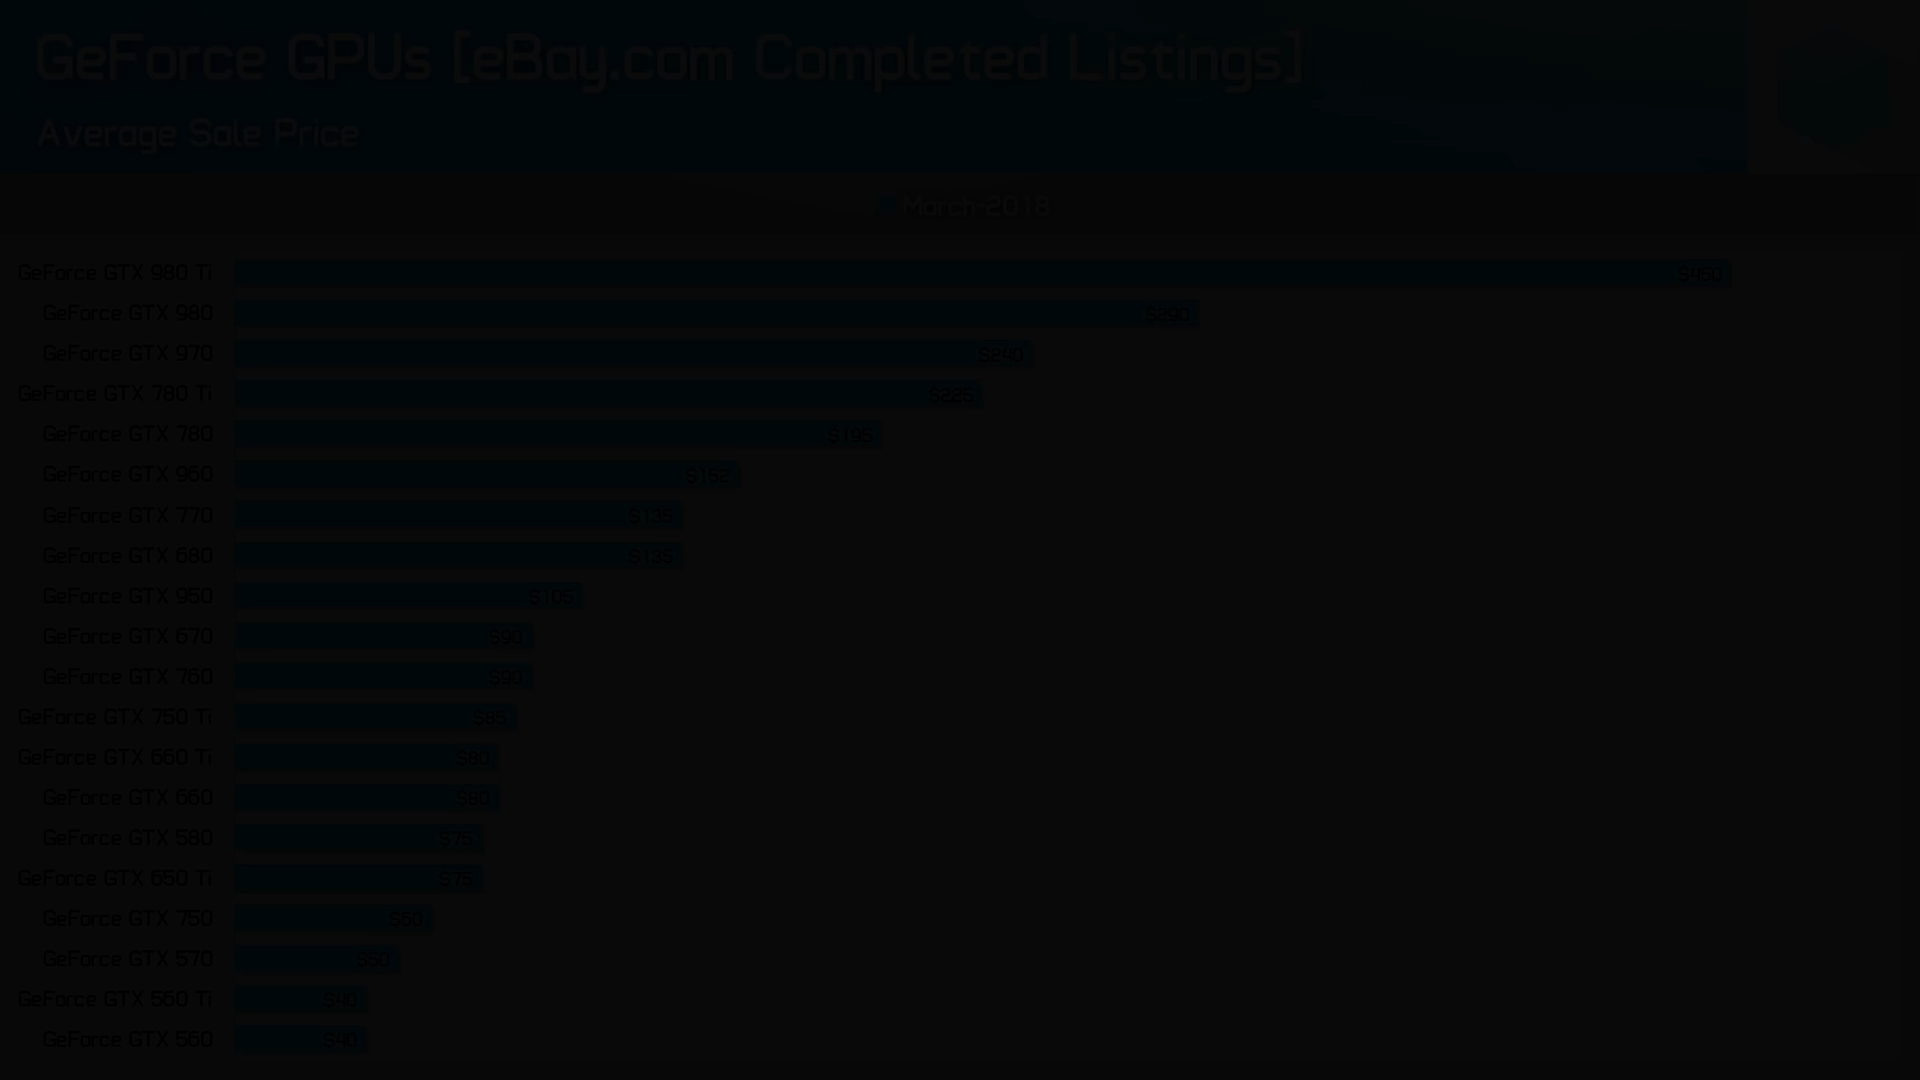 GeForce GPUs [eBay.com Completed Listings]
Average Sale Price
March-2018
GeForce GTX 980 Ti $450
GeForce GTX 980 $290
GeForce GTX 970 $240
GeForce GTX 780 Ti $225
GeForce GTX 780 $195
GeForce GTX 960 $152
GeForce GTX 770 $135
GeForce GTX 680 $135
GeForce GTX 950 $105
GeForce GTX 670 $90
GeForce GTX 760 $90
GeForce GTX 750 Ti $85
GeForce GTX 660 Ti $80
GeForce GTX 660 $80
GeForce GTX 580 $75
GeForce GTX 650 Ti $75
GeForce GTX 750 $60
GeForce GTX 570 $50
GeForce GTX 560 Ti $40
GeForce GTX 560 $40